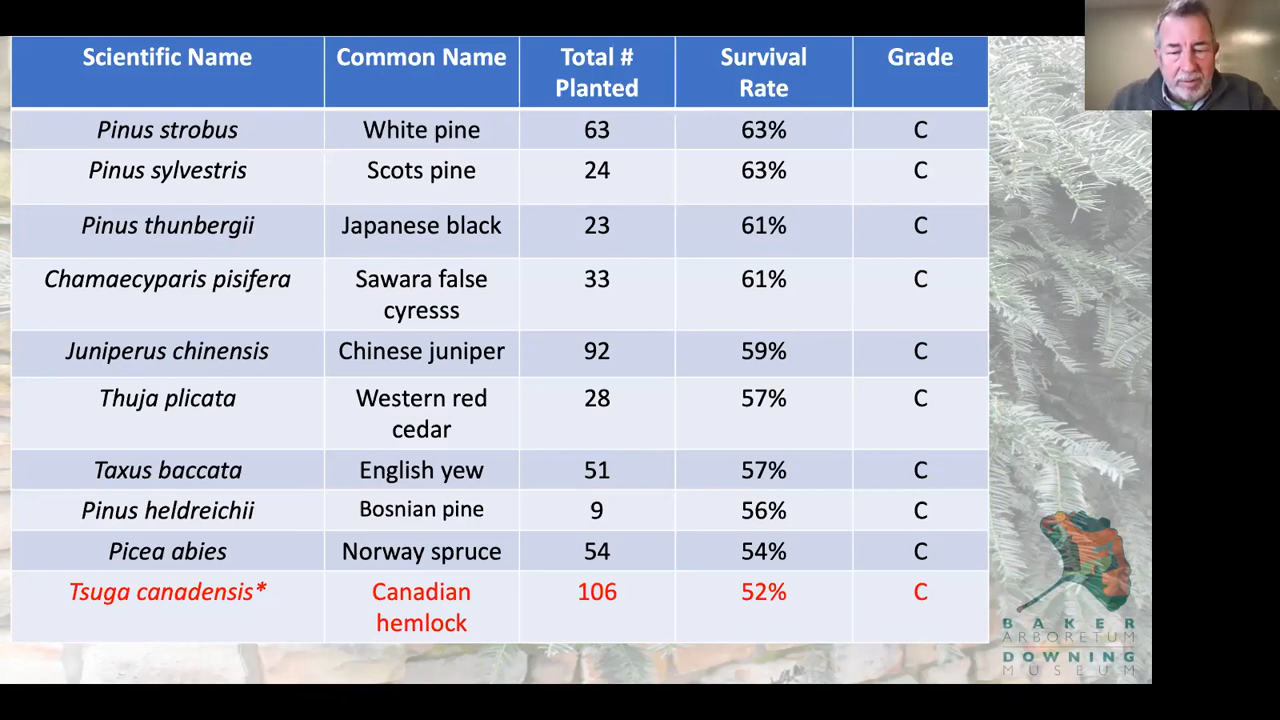 Scientific Name Common Name Total # Planted Survival Rate Grade
Pinus strobus White pine 63 63% C
Pinus sylvestris Scots pine 24 63% C
Pinus thunbergii Japanese black 23 61% C
Chamaecyparis pisifera Sawara false cyresss 33 61% C
Juniperus chinensis Chinese juniper 92 59% C
Thuja plicata Western red cedar 28 57% C
Taxus baccata English yew 51 57% C
Pinus heldreichii Bosnian pine 9 56% C
Picea abies Norway spruce 54 54% C
Tsuga canadensis* Canadian hemlock 106 52% C
BAKER
ARBORETUM
DOWNING
MUSEUM